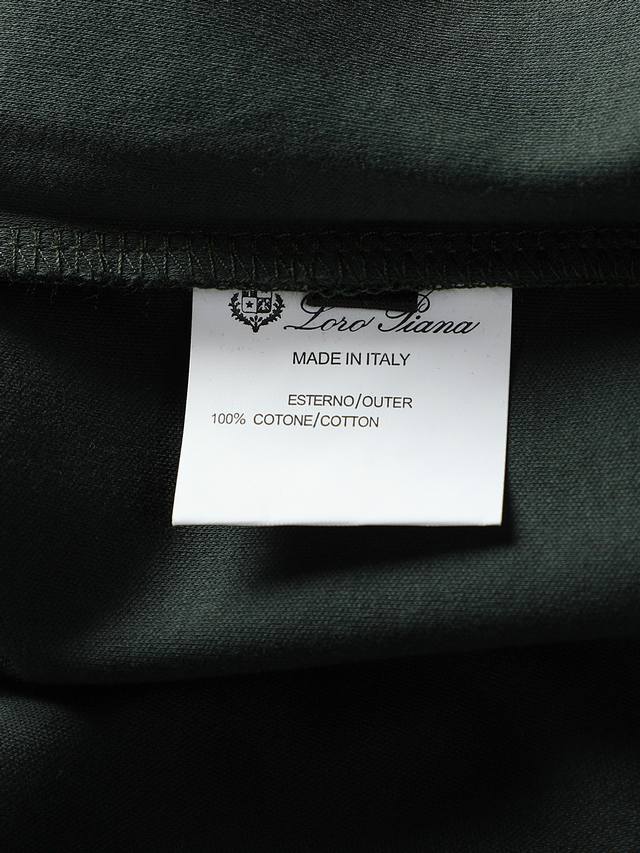 Loro Piana
MADE IN ITALY
ESTERNO/OUTER
100% COTONE/COTTON